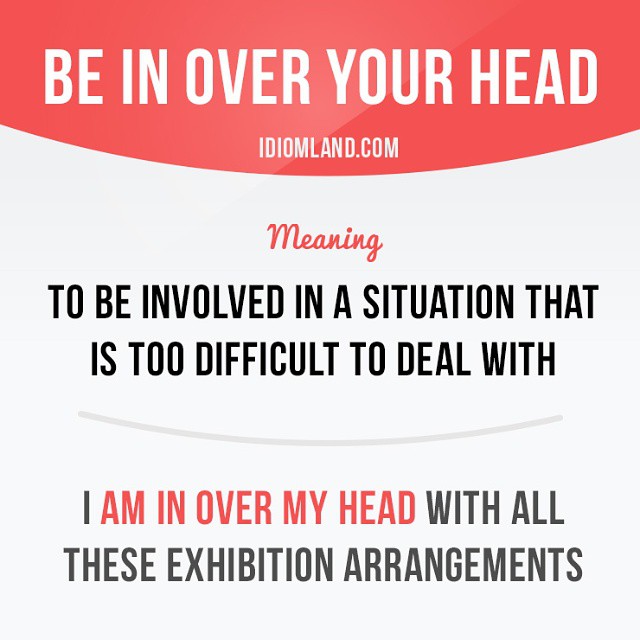 BE IN OVER YOUR HEAD
IDIOMLAND.COM
Meaning
TO BE INVOLVED IN A SITUATION THAT
IS TOO DIFFICULT TO DEAL WITH
I AM IN OVER MY HEAD WITH ALL
THESE EXHIBITION ARRANGEMENTS